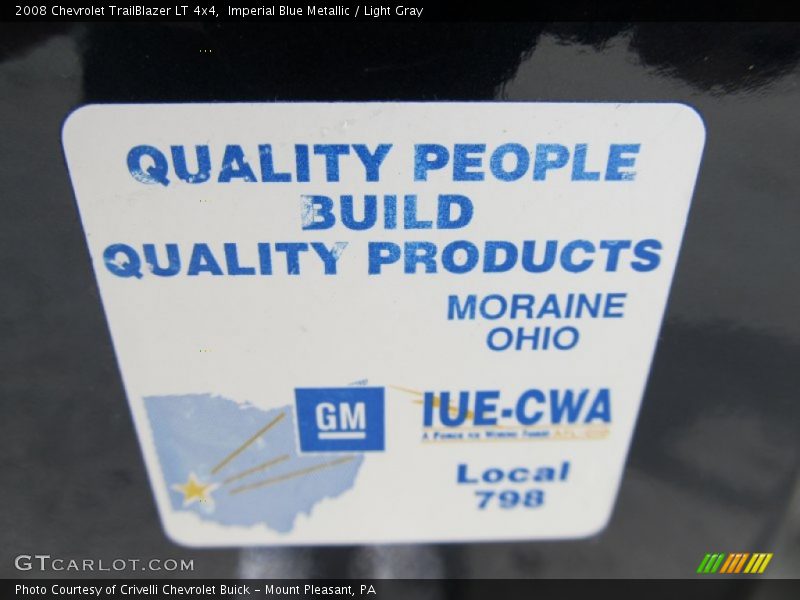 2008 Chevrolet TrailBlazer LT 4x4, Imperial Blue Metallic / Light Gray
QUALITY PEOPLE
BUILD
QUALITY PRODUCTS
MORAINE
OHIO
GM
IUE-CWA
Local
798
GTCARLOT.COM
Photo Courtesy of Crivelli Chevrolet Buick – Mount Pleasant, PA